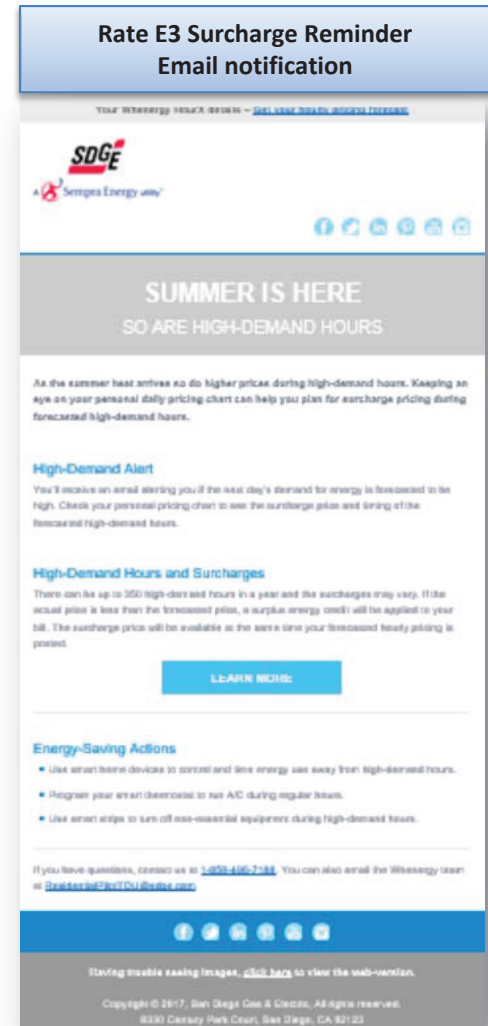 Rate E3 Surcharge Reminder
Email notification
Your Whenergy HourX details – Get your hourly pricing forecast
SDGE
A Sempra Energy utility
SUMMER IS HERE
SO ARE HIGH-DEMAND HOURS
As the summer heat arrives so do higher prices during high-demand hours. Keeping an
eye on your personal daily pricing chart can help you plan for surcharge pricing during
forecasted high-demand hours.
High-Demand Alert
You'll receive an email alerting you if the next day's demand for energy is forecasted to be
high. Check your personal pricing chart to see the surcharge price and timing of the
forecasted high-demand hours.
High-Demand Hours and Surcharges
There can be up to 350 high-demand hours in a year and the surcharges may vary. If the
actual price is less than the forecasted price, a surplus energy credit will be applied to your
bill. The surcharge price will be available at the same time your forecasted hourly pricing is
posted.
LEARN MORE
Energy-Saving Actions
• Use smart home devices to control and time energy use away from high-demand hours.
• Program your smart thermostat to run A/C during regular hours.
• Use smart strips to turn off non-essential equipment during high-demand hours.
If you have questions, contact us at 1-858-496-7188. You can also email the Whenergy team
at ResidentialPilotTOU@sdge.com
Having trouble seeing images, click here to view the web-version.
Copyright © 2017, San Diego Gas & Electric, All rights reserved.
8330 Century Park Court, San Diego, CA 92123